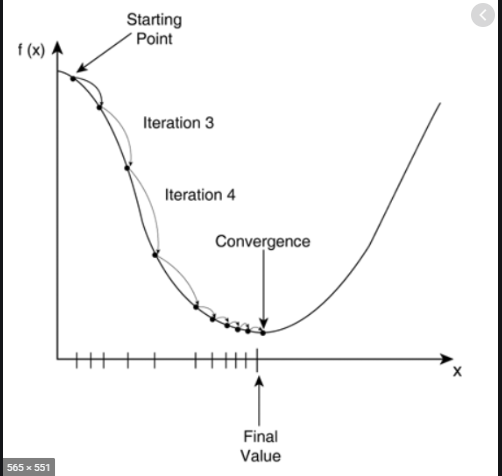 Starting
Point
f (x)
Iteration 3
Iteration 4
Convergence
x
Final
Value
565 × 551